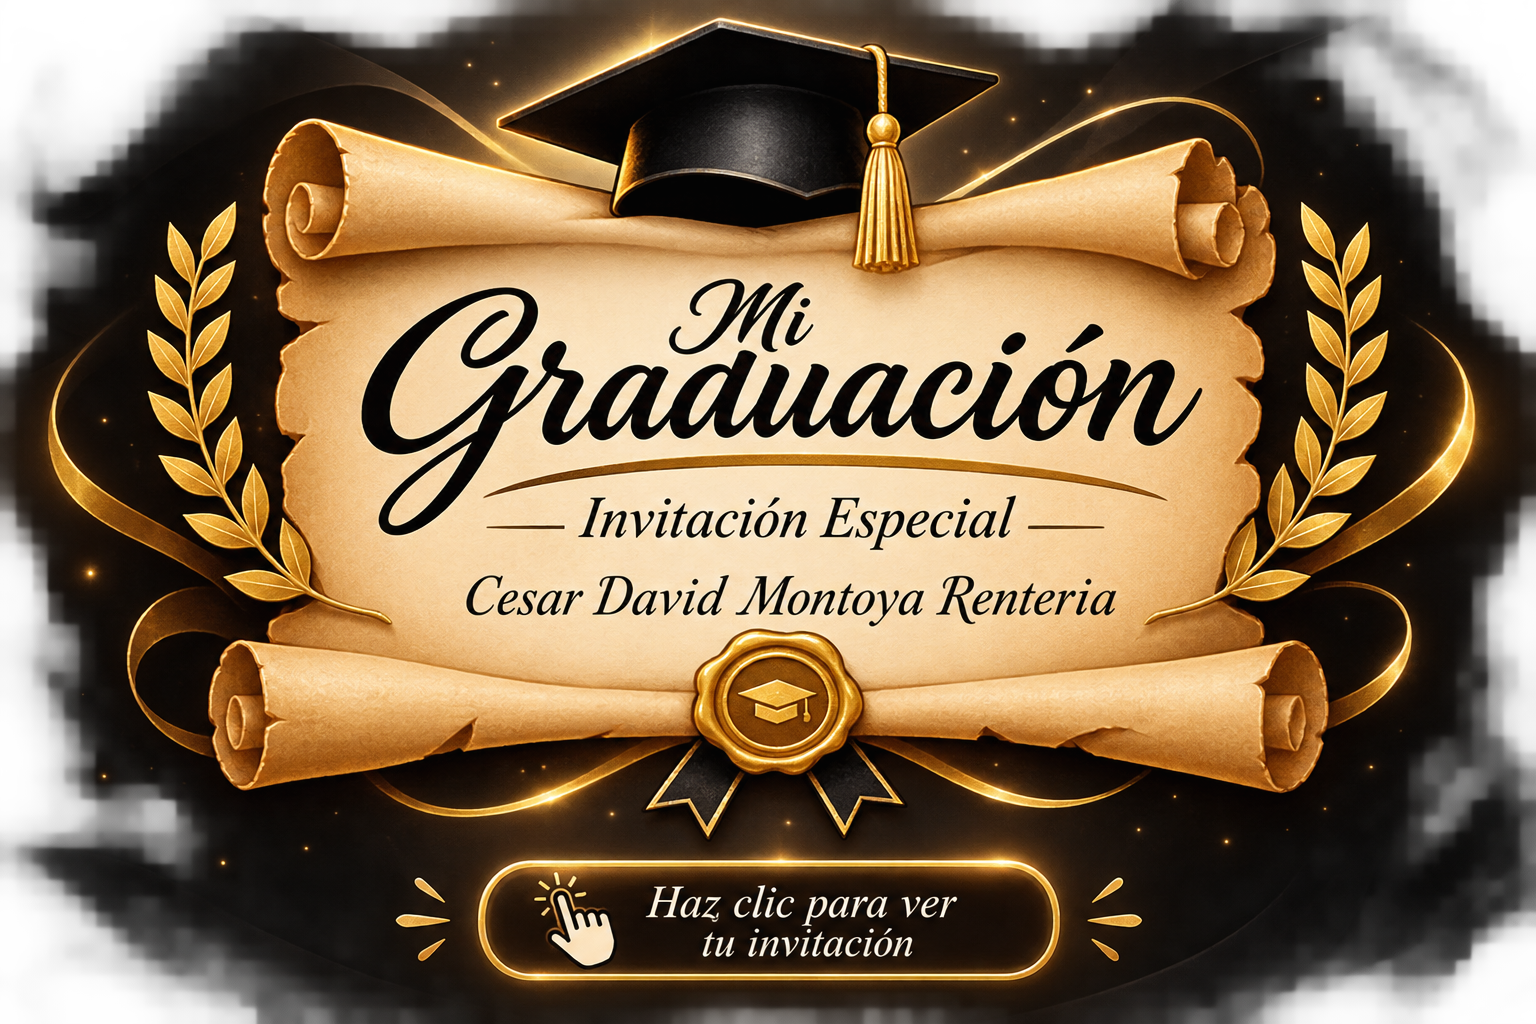 Mi
Graduación
Invitación Especial
Cesar David Montoya Renteria
Haz clic para ver
tu invitación